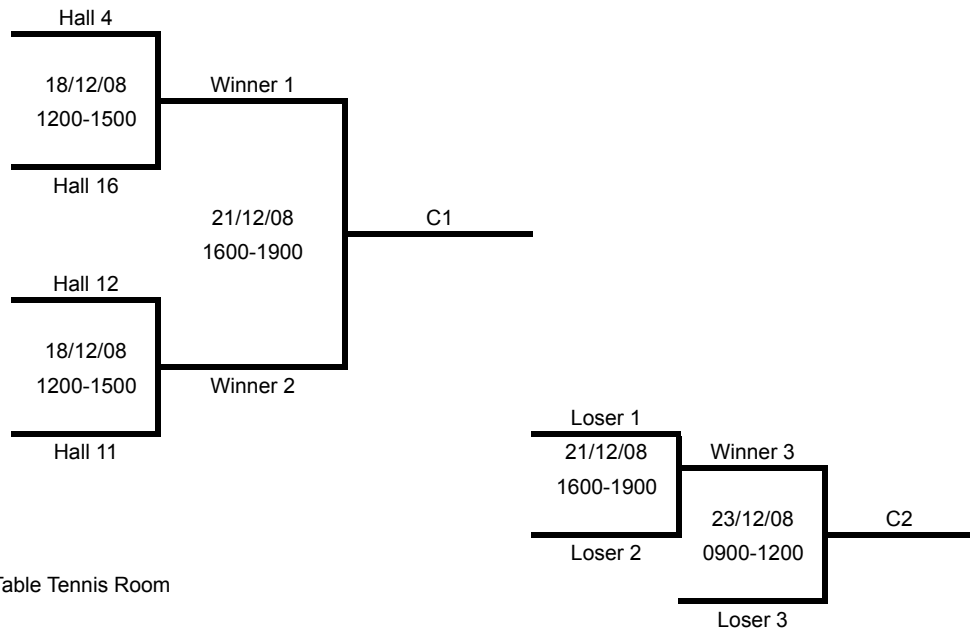 Hall 4
18/12/08
1200-1500
Winner 1
Hall 16
21/12/08
1600-1900
C1
Hall 12
18/12/08
1200-1500
Winner 2
Hall 11
Loser 1
21/12/08
1600-1900
Winner 3
Loser 2
23/12/08
0900-1200
C2
Loser 3
Table Tennis Room